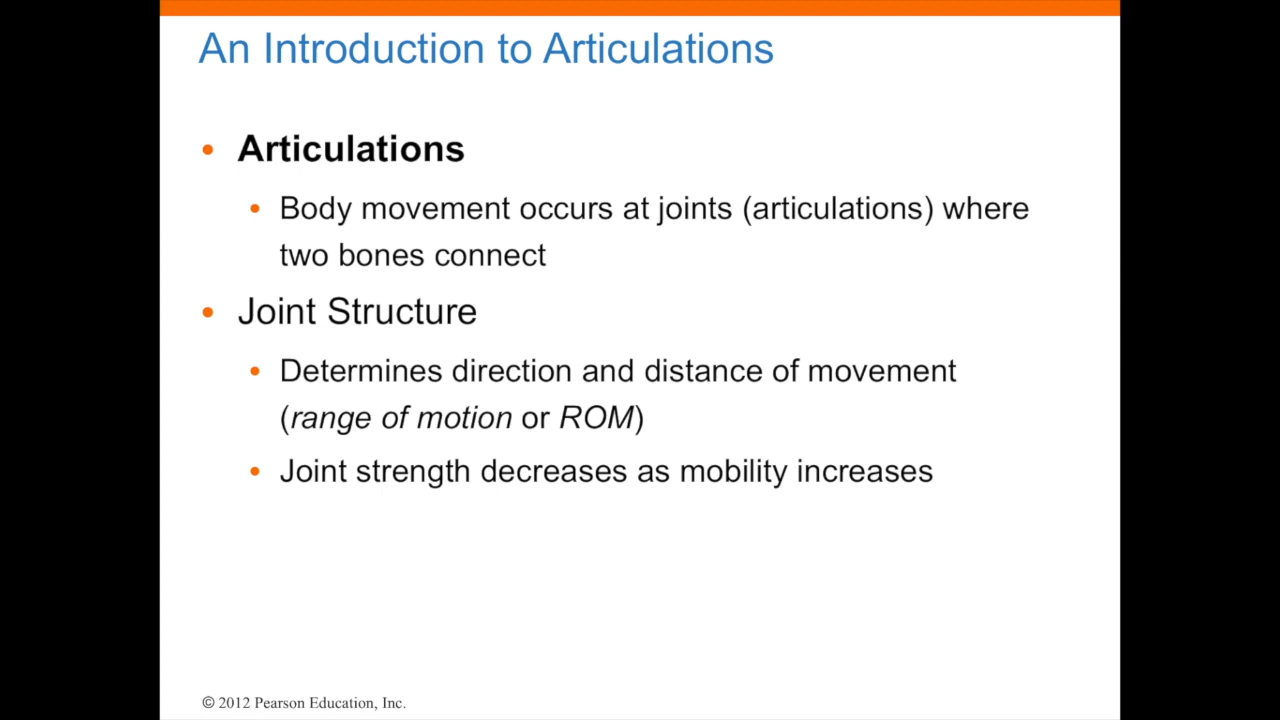 An Introduction to Articulations
• Articulations
• Body movement occurs at joints (articulations) where
two bones connect
• Joint Structure
• Determines direction and distance of movement
(range of motion or ROM)
• Joint strength decreases as mobility increases
© 2012 Pearson Education, Inc.